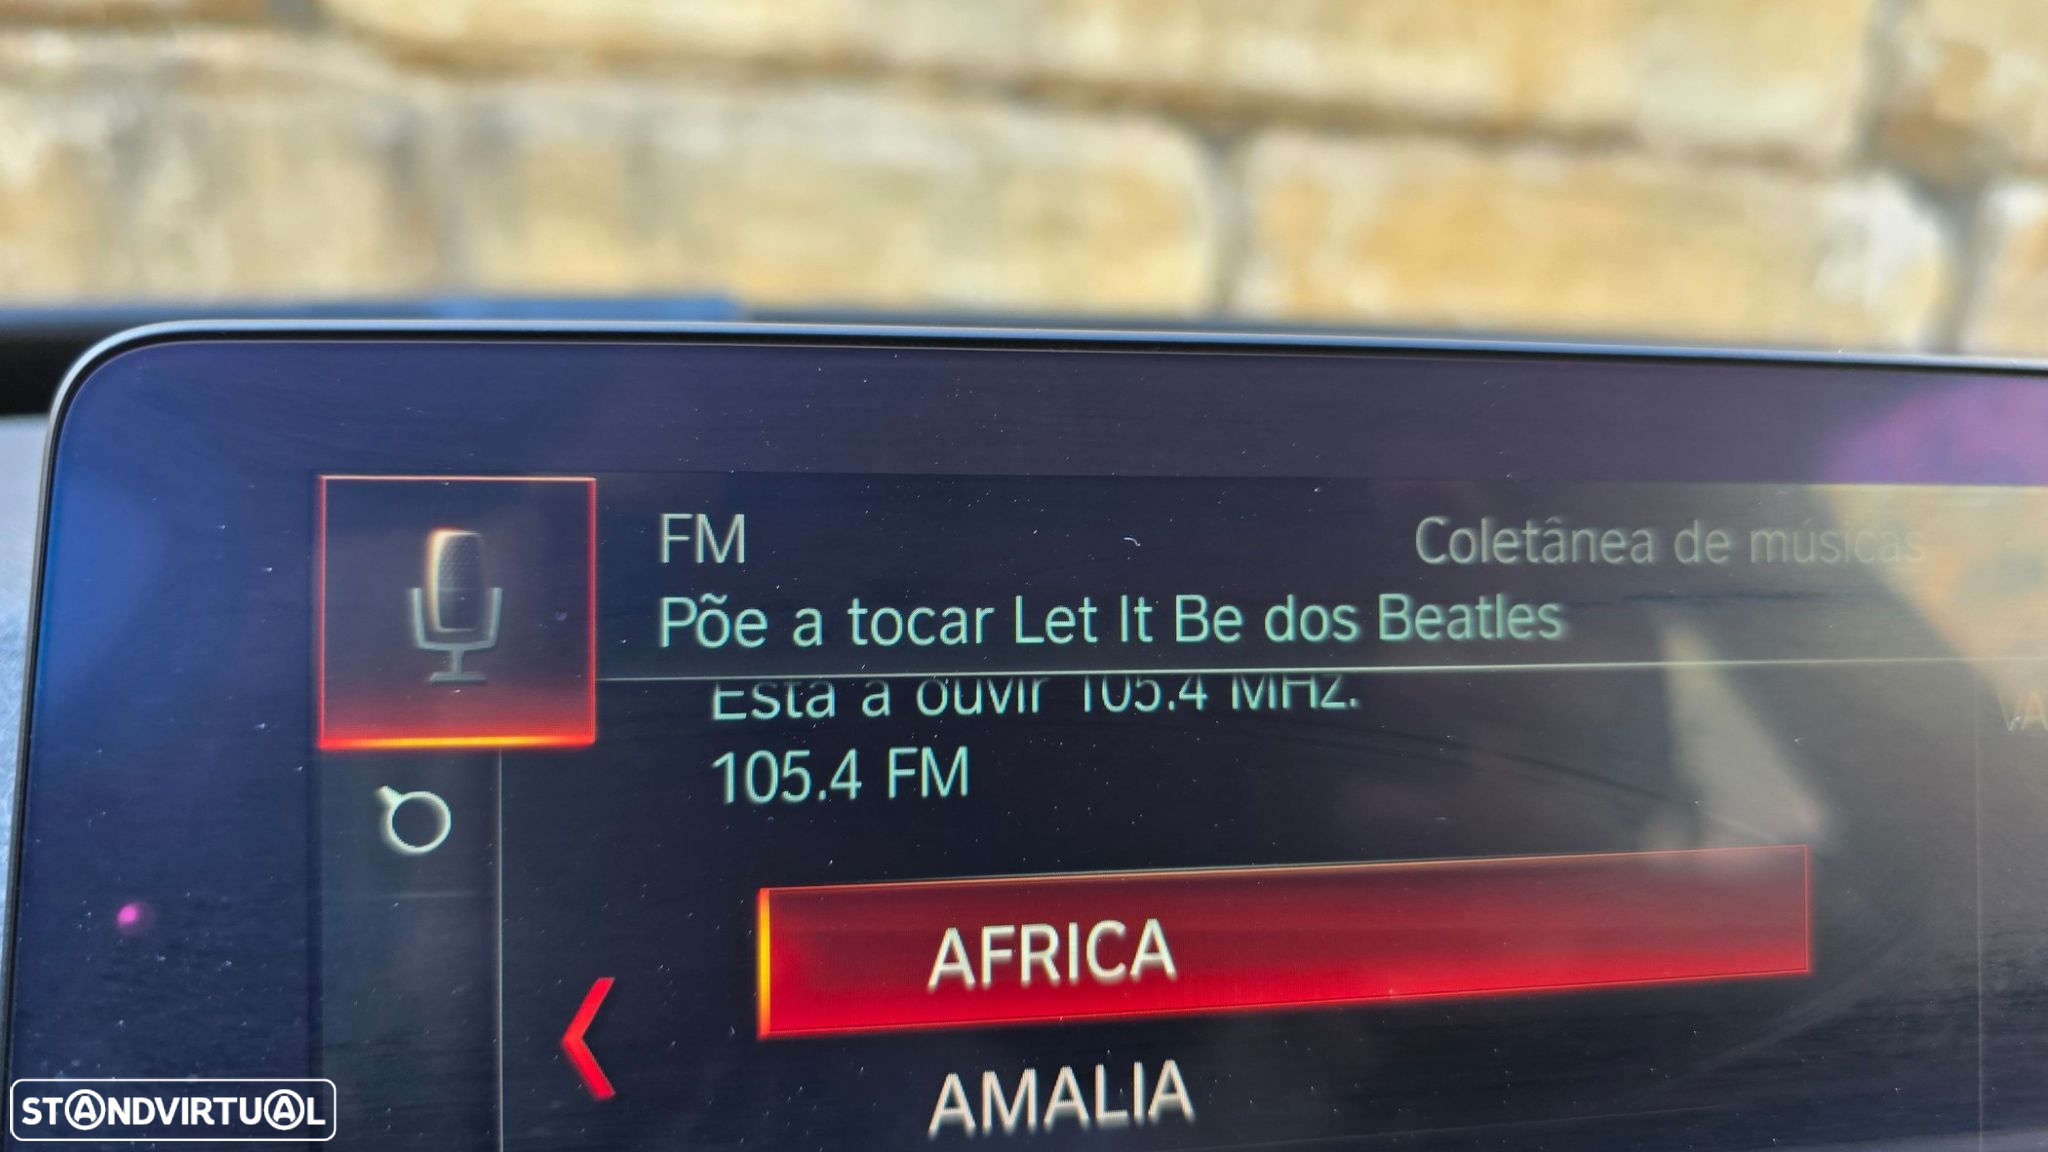 FM
Coletânea de músicas
Põe a tocar Let It Be dos Beatles
Está a ouvir 105.4 MHz.
105.4 FM
AFRICA
AMALIA
STANDVIRTUAL